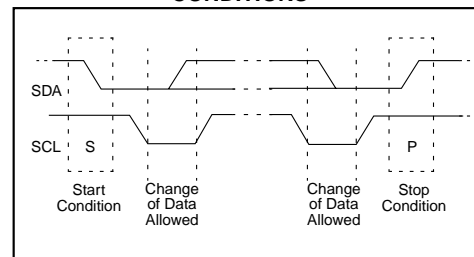 CONDITIONS
SDA
SCL
S
P
Start
Condition
Change
of Data
Allowed
Change
of Data
Allowed
Stop
Condition